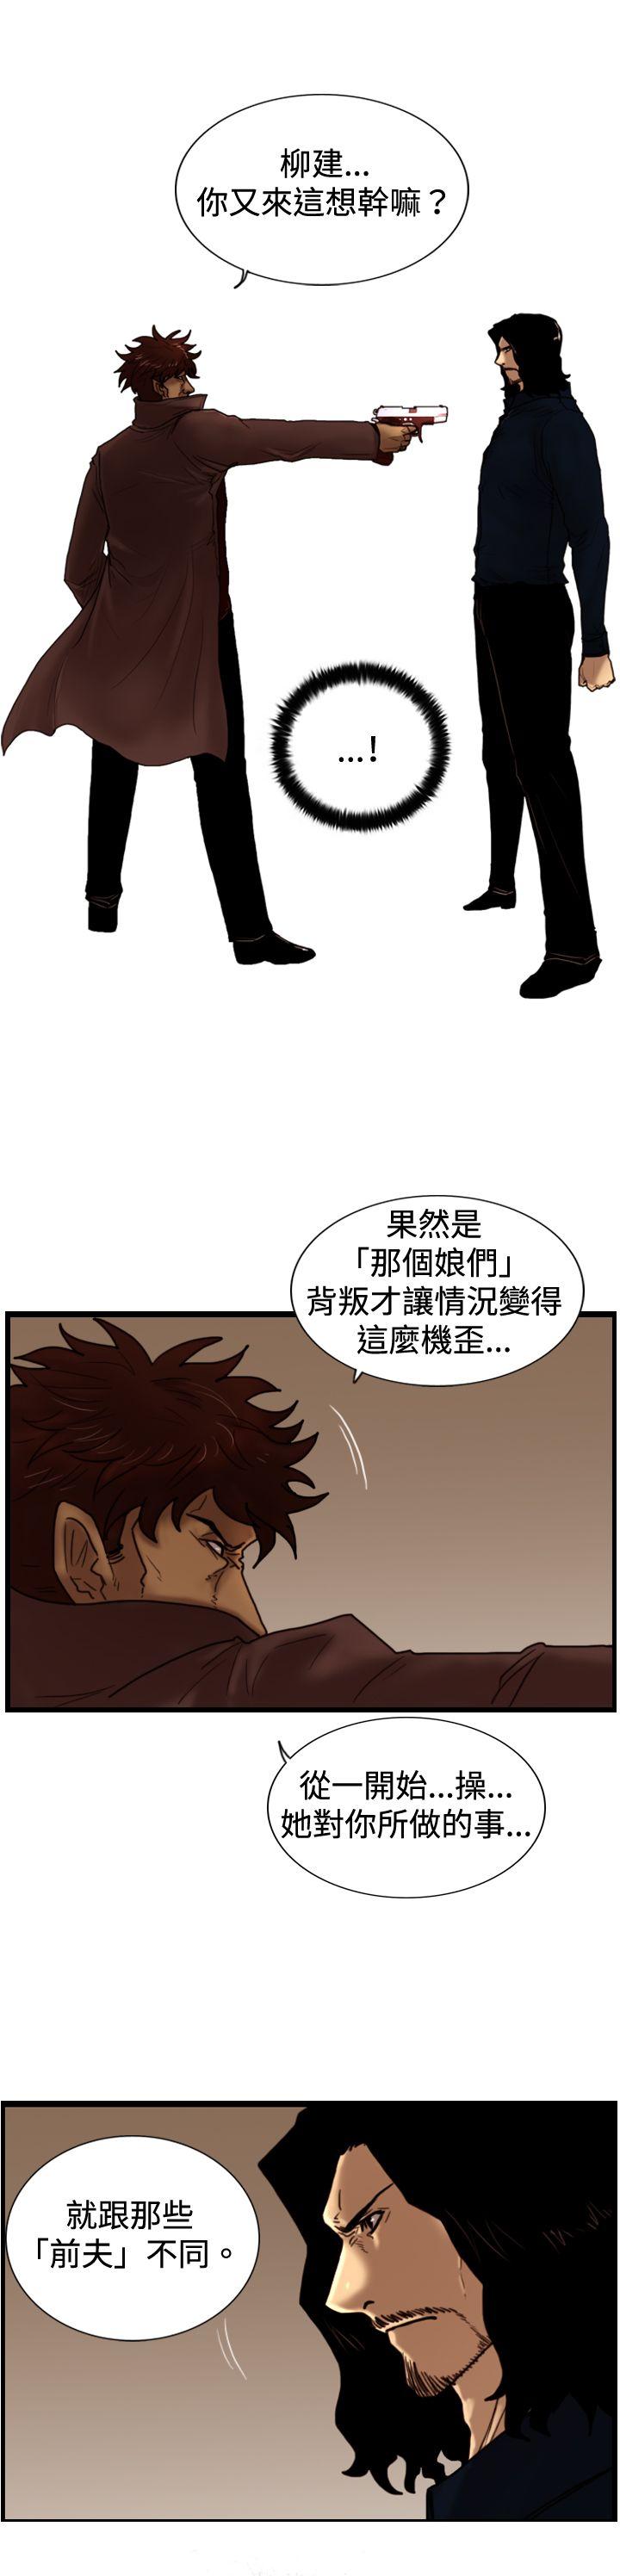 柳建...
你又來這想幹嘛？
...!
果然是
「那個娘們」
背叛才讓情況變得
這麼機歪...
從一開始...操...
她對你所做的事...
就跟那些
「前夫」不同。